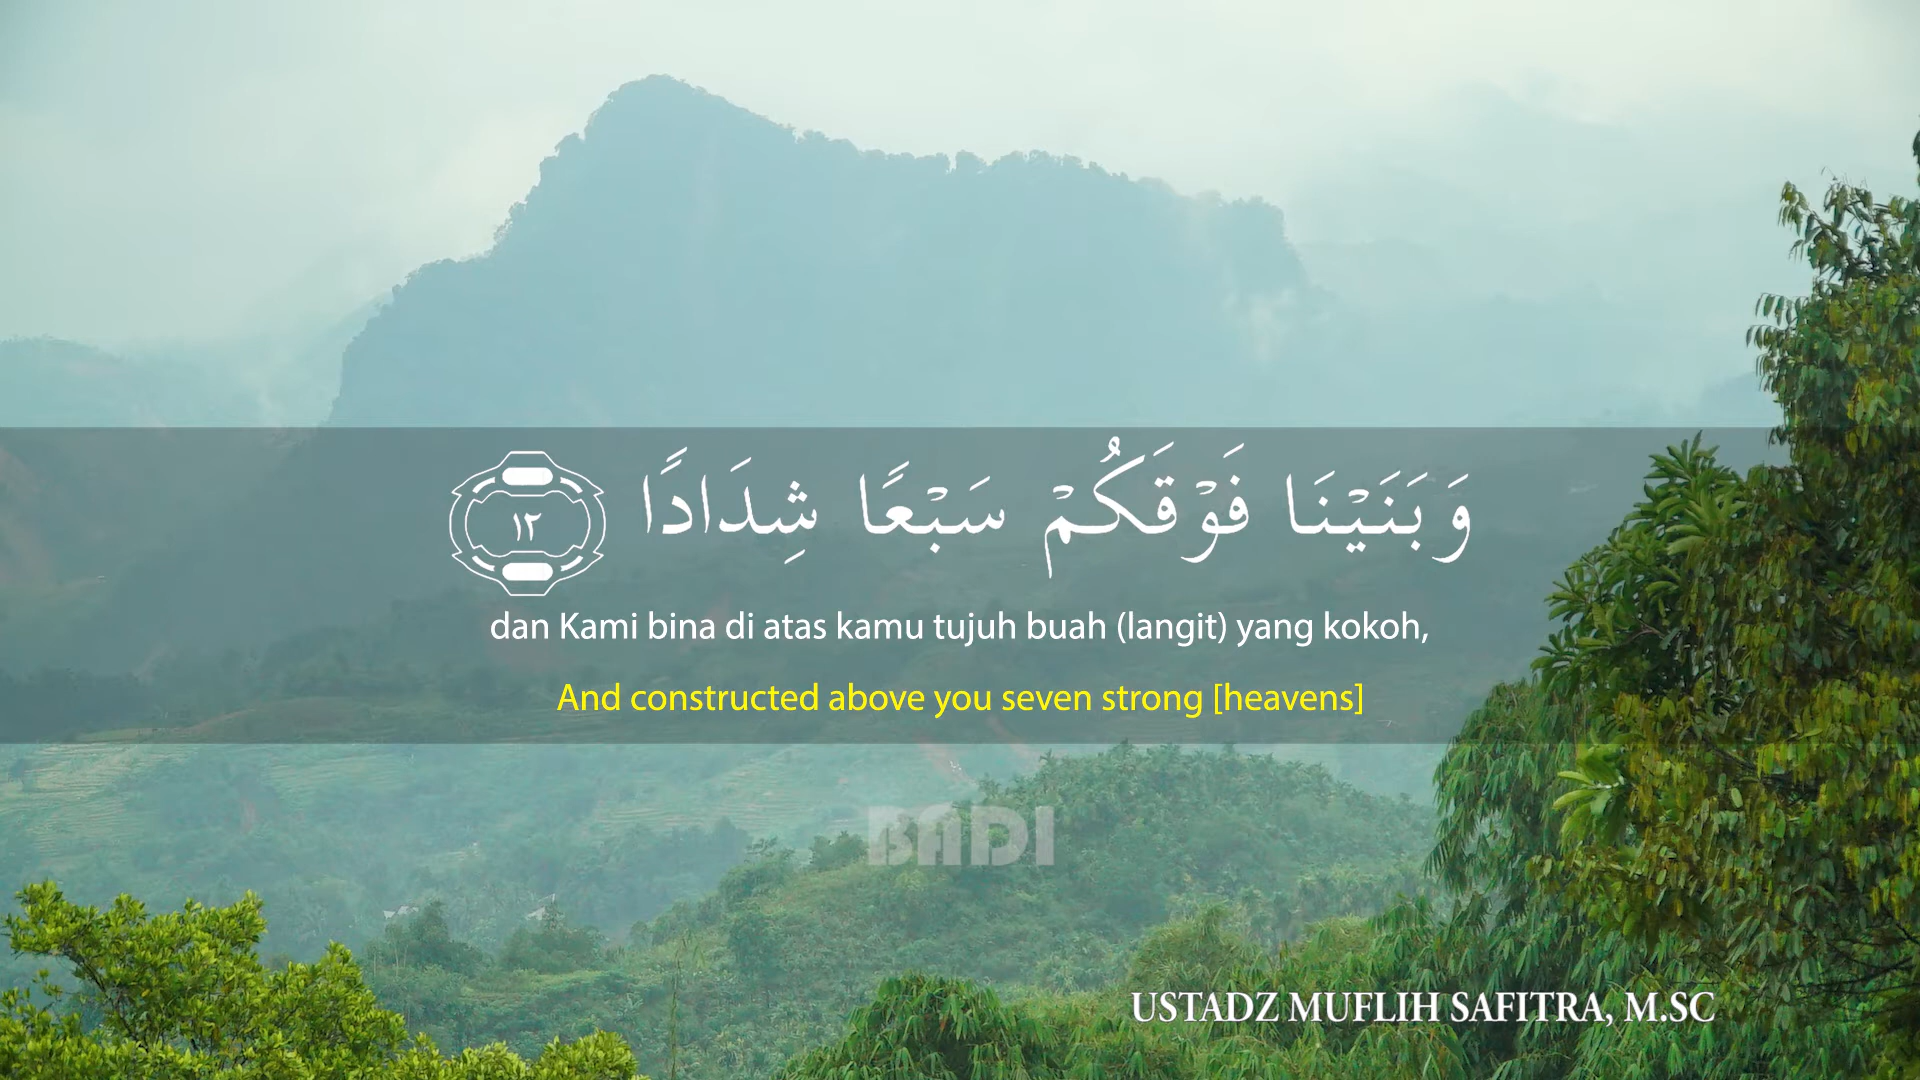 وَبَنَيْنَا فَوْقَكُمْ سَبْعًا شِدَادًا ١٢
dan Kami bina di atas kamu tujuh buah (langit) yang kokoh,
And constructed above you seven strong [heavens]
BADI
USTADZ MUFLIH SAFITRA, M.SC